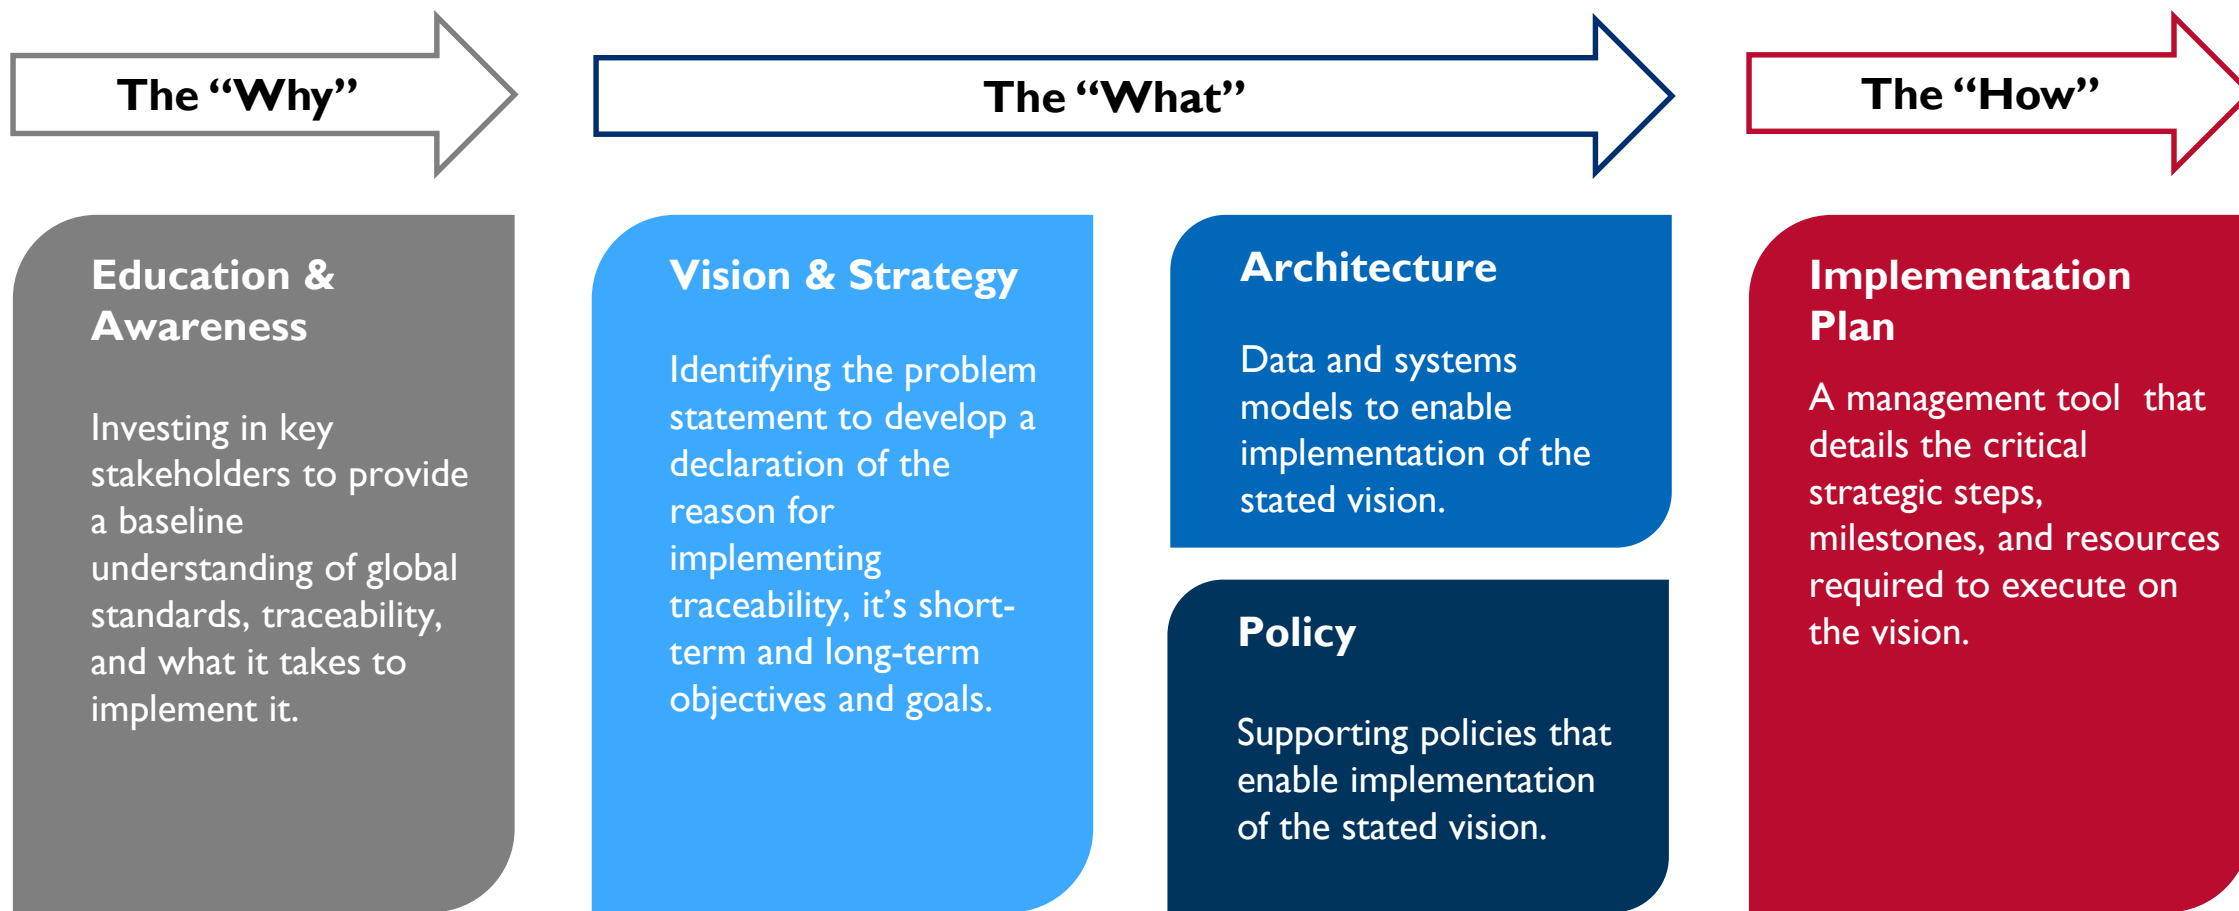 The “Why”
The “What”
The “How”
Education &
Awareness
Investing in key
stakeholders to provide
a baseline
understanding of global
standards, traceability,
and what it takes to
implement it.
Vision & Strategy
Identifying the problem
statement to develop a
declaration of the
reason for
implementing
traceability, it’s short-
term and long-term
objectives and goals.
Architecture
Data and systems
models to enable
implementation of the
stated vision.
Policy
Supporting policies that
enable implementation
of the stated vision.
Implementation
Plan
A management tool  that
details the critical
strategic steps,
milestones, and resources
required to execute on
the vision.